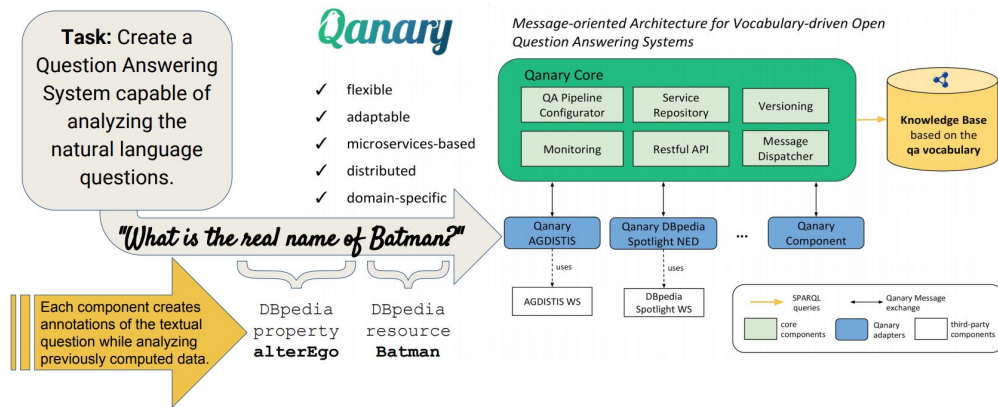 Task: Create a
Question Answering
System capable of
analyzing the
natural language
questions.
Qanary
✓ flexible
✓ adaptable
✓ microservices-based
✓ distributed
✓ domain-specific
"What is the real name of Batman?"
DBpedia
property
alterEgo
DBpedia
resource
Batman
Each component creates
annotations of the textual
question while analyzing
previously computed data.
Message-oriented Architecture for Vocabulary-driven Open
Question Answering Systems
Qanary Core
QA Pipeline
Configurator
Service
Repository
Versioning
Monitoring
Restful API
Message
Dispatcher
Knowledge Base
based on the
qa vocabulary
Qanary
AGDISTIS
Qanary DBpedia
Spotlight NED
...
Qanary
Component
uses
uses
AGDISTIS WS
DBpedia
Spotlight WS
SPARQL
queries
Qanary Message
exchange
core
components
Qanary
adapters
third-party
components